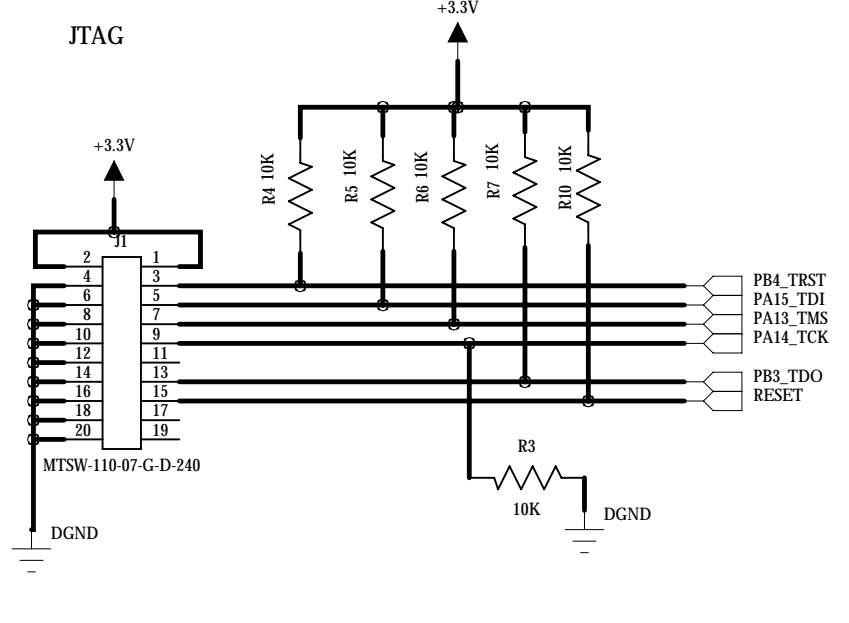 +3.3V
JTAG
+3.3V
R4 10K
R5 10K
R6 10K
R7 10K
R10 10K
J1
2 1
4 3
6 5
8 7
10 9
12 11
14 13
16 15
18 17
20 19
PB4_TRST
PA15_TDI
PA13_TMS
PA14_TCK
PB3_TDO
RESET
MTSW-110-07-G-D-240
R3
10K
DGND
DGND